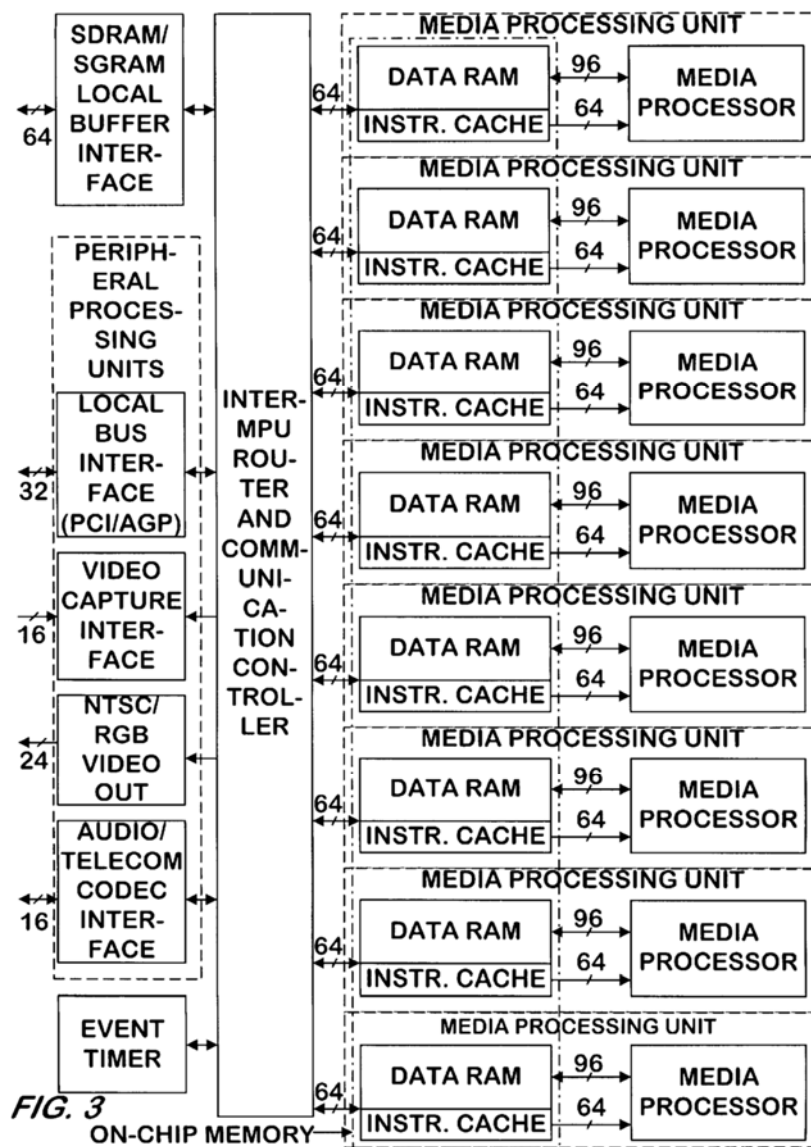 SDRAM/
SGRAM
LOCAL
BUFFER
INTER-
FACE
64
PERIPH-
ERAL
PROCES-
SING
UNITS
LOCAL
BUS
INTER-
FACE
(PCI/AGP)
32
VIDEO
CAPTURE
INTER-
FACE
16
NTSC/
RGB
VIDEO
OUT
24
AUDIO/
TELECOM
CODEC
INTER-
FACE
16
EVENT
TIMER
FIG. 3
INTER-
MPU
ROU-
TER
AND
COMM-
UNI-
CA-
TION
CON-
TROL-
LER
MEDIA PROCESSING UNIT
64
DATA RAM
INSTR. CACHE
96
64
MEDIA
PROCESSOR
MEDIA PROCESSING UNIT
64
DATA RAM
INSTR. CACHE
96
64
MEDIA
PROCESSOR
MEDIA PROCESSING UNIT
64
DATA RAM
INSTR. CACHE
96
64
MEDIA
PROCESSOR
MEDIA PROCESSING UNIT
64
DATA RAM
INSTR. CACHE
96
64
MEDIA
PROCESSOR
MEDIA PROCESSING UNIT
64
DATA RAM
INSTR. CACHE
96
64
MEDIA
PROCESSOR
MEDIA PROCESSING UNIT
64
DATA RAM
INSTR. CACHE
96
64
MEDIA
PROCESSOR
MEDIA PROCESSING UNIT
64
DATA RAM
INSTR. CACHE
96
64
MEDIA
PROCESSOR
MEDIA PROCESSING UNIT
64
DATA RAM
INSTR. CACHE
96
64
MEDIA
PROCESSOR
ON-CHIP MEMORY